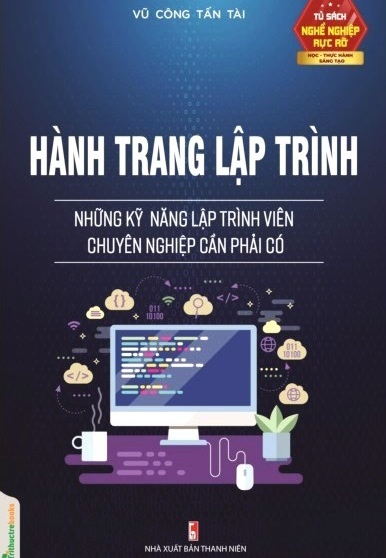 VŨ CÔNG TẤN TÀI
TỦ SÁCH
NGHỀ NGHIỆP
RỰC RỠ
HỌC - THỰC HÀNH
SÁNG TẠO
HÀNH TRANG LẬP TRÌNH
NHỮNG KỸ NĂNG LẬP TRÌNH VIÊN
CHUYÊN NGHIỆP CẦN PHẢI CÓ
{ }
</>
011
10100
011
10100
</>
Trithuctrebooks
NHÀ XUẤT BẢN THANH NIÊN